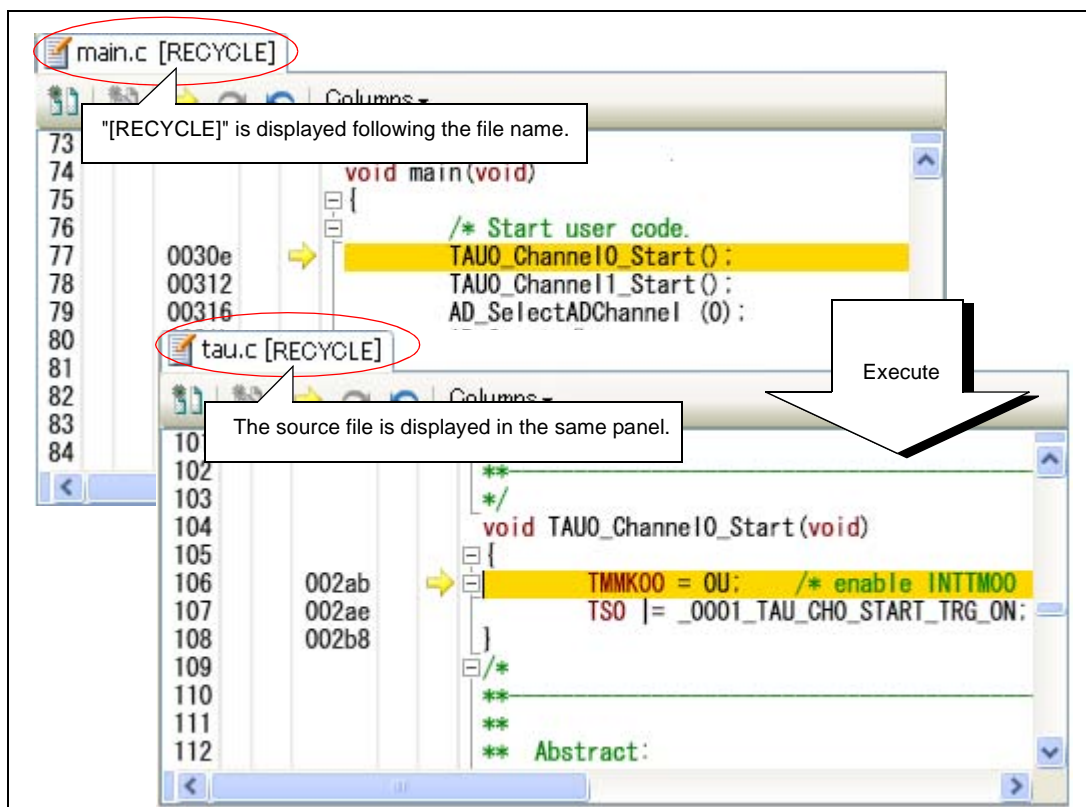 main.c [RECYCLE]
Columns
"[RECYCLE]" is displayed following the file name.
73
74 void main(void)
75 {
76 /* Start user code.
77 0030e TAU0_Channel0_Start();
78 00312 TAU0_Channel1_Start();
79 00316 AD_SelectADChannel (0);
80
81
82
83
84
Execute
tau.c [RECYCLE]
Columns
The source file is displayed in the same panel.
101
102 **
103 */
104 void TAU0_Channel0_Start(void)
105 {
106 002ab TMMK00 = 0U; /* enable INTTM00
107 002ae TS0 |= _0001_TAU_CH0_START_TRG_ON;
108 002b8 }
109 /*
110 **
111 **
112 ** Abstract: